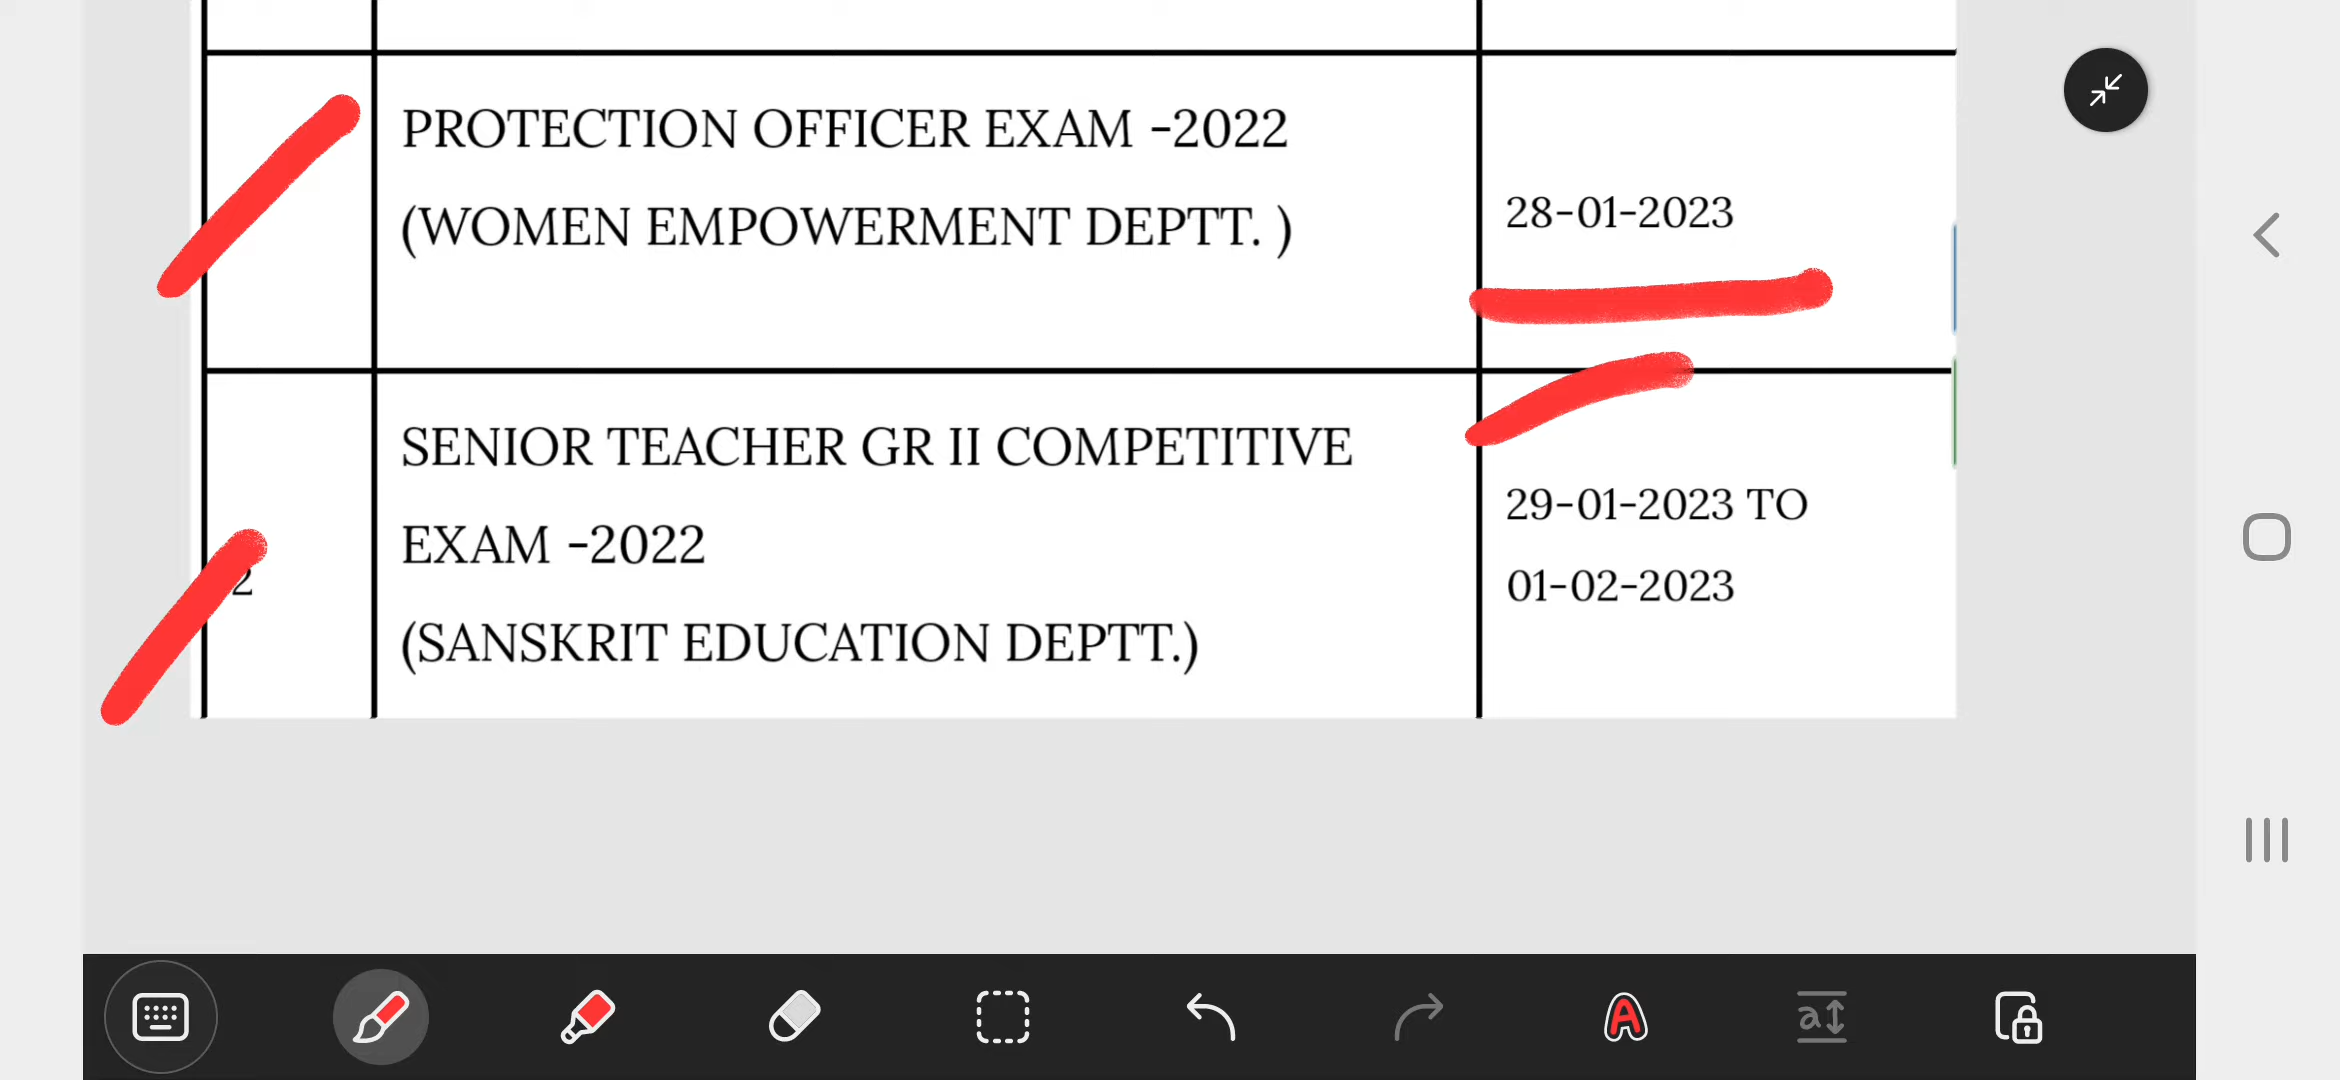 PROTECTION OFFICER EXAM -2022
(WOMEN EMPOWERMENT DEPTT. )
28-01-2023
2
SENIOR TEACHER GR II COMPETITIVE
EXAM -2022
(SANSKRIT EDUCATION DEPTT.)
29-01-2023 TO
01-02-2023
A
a